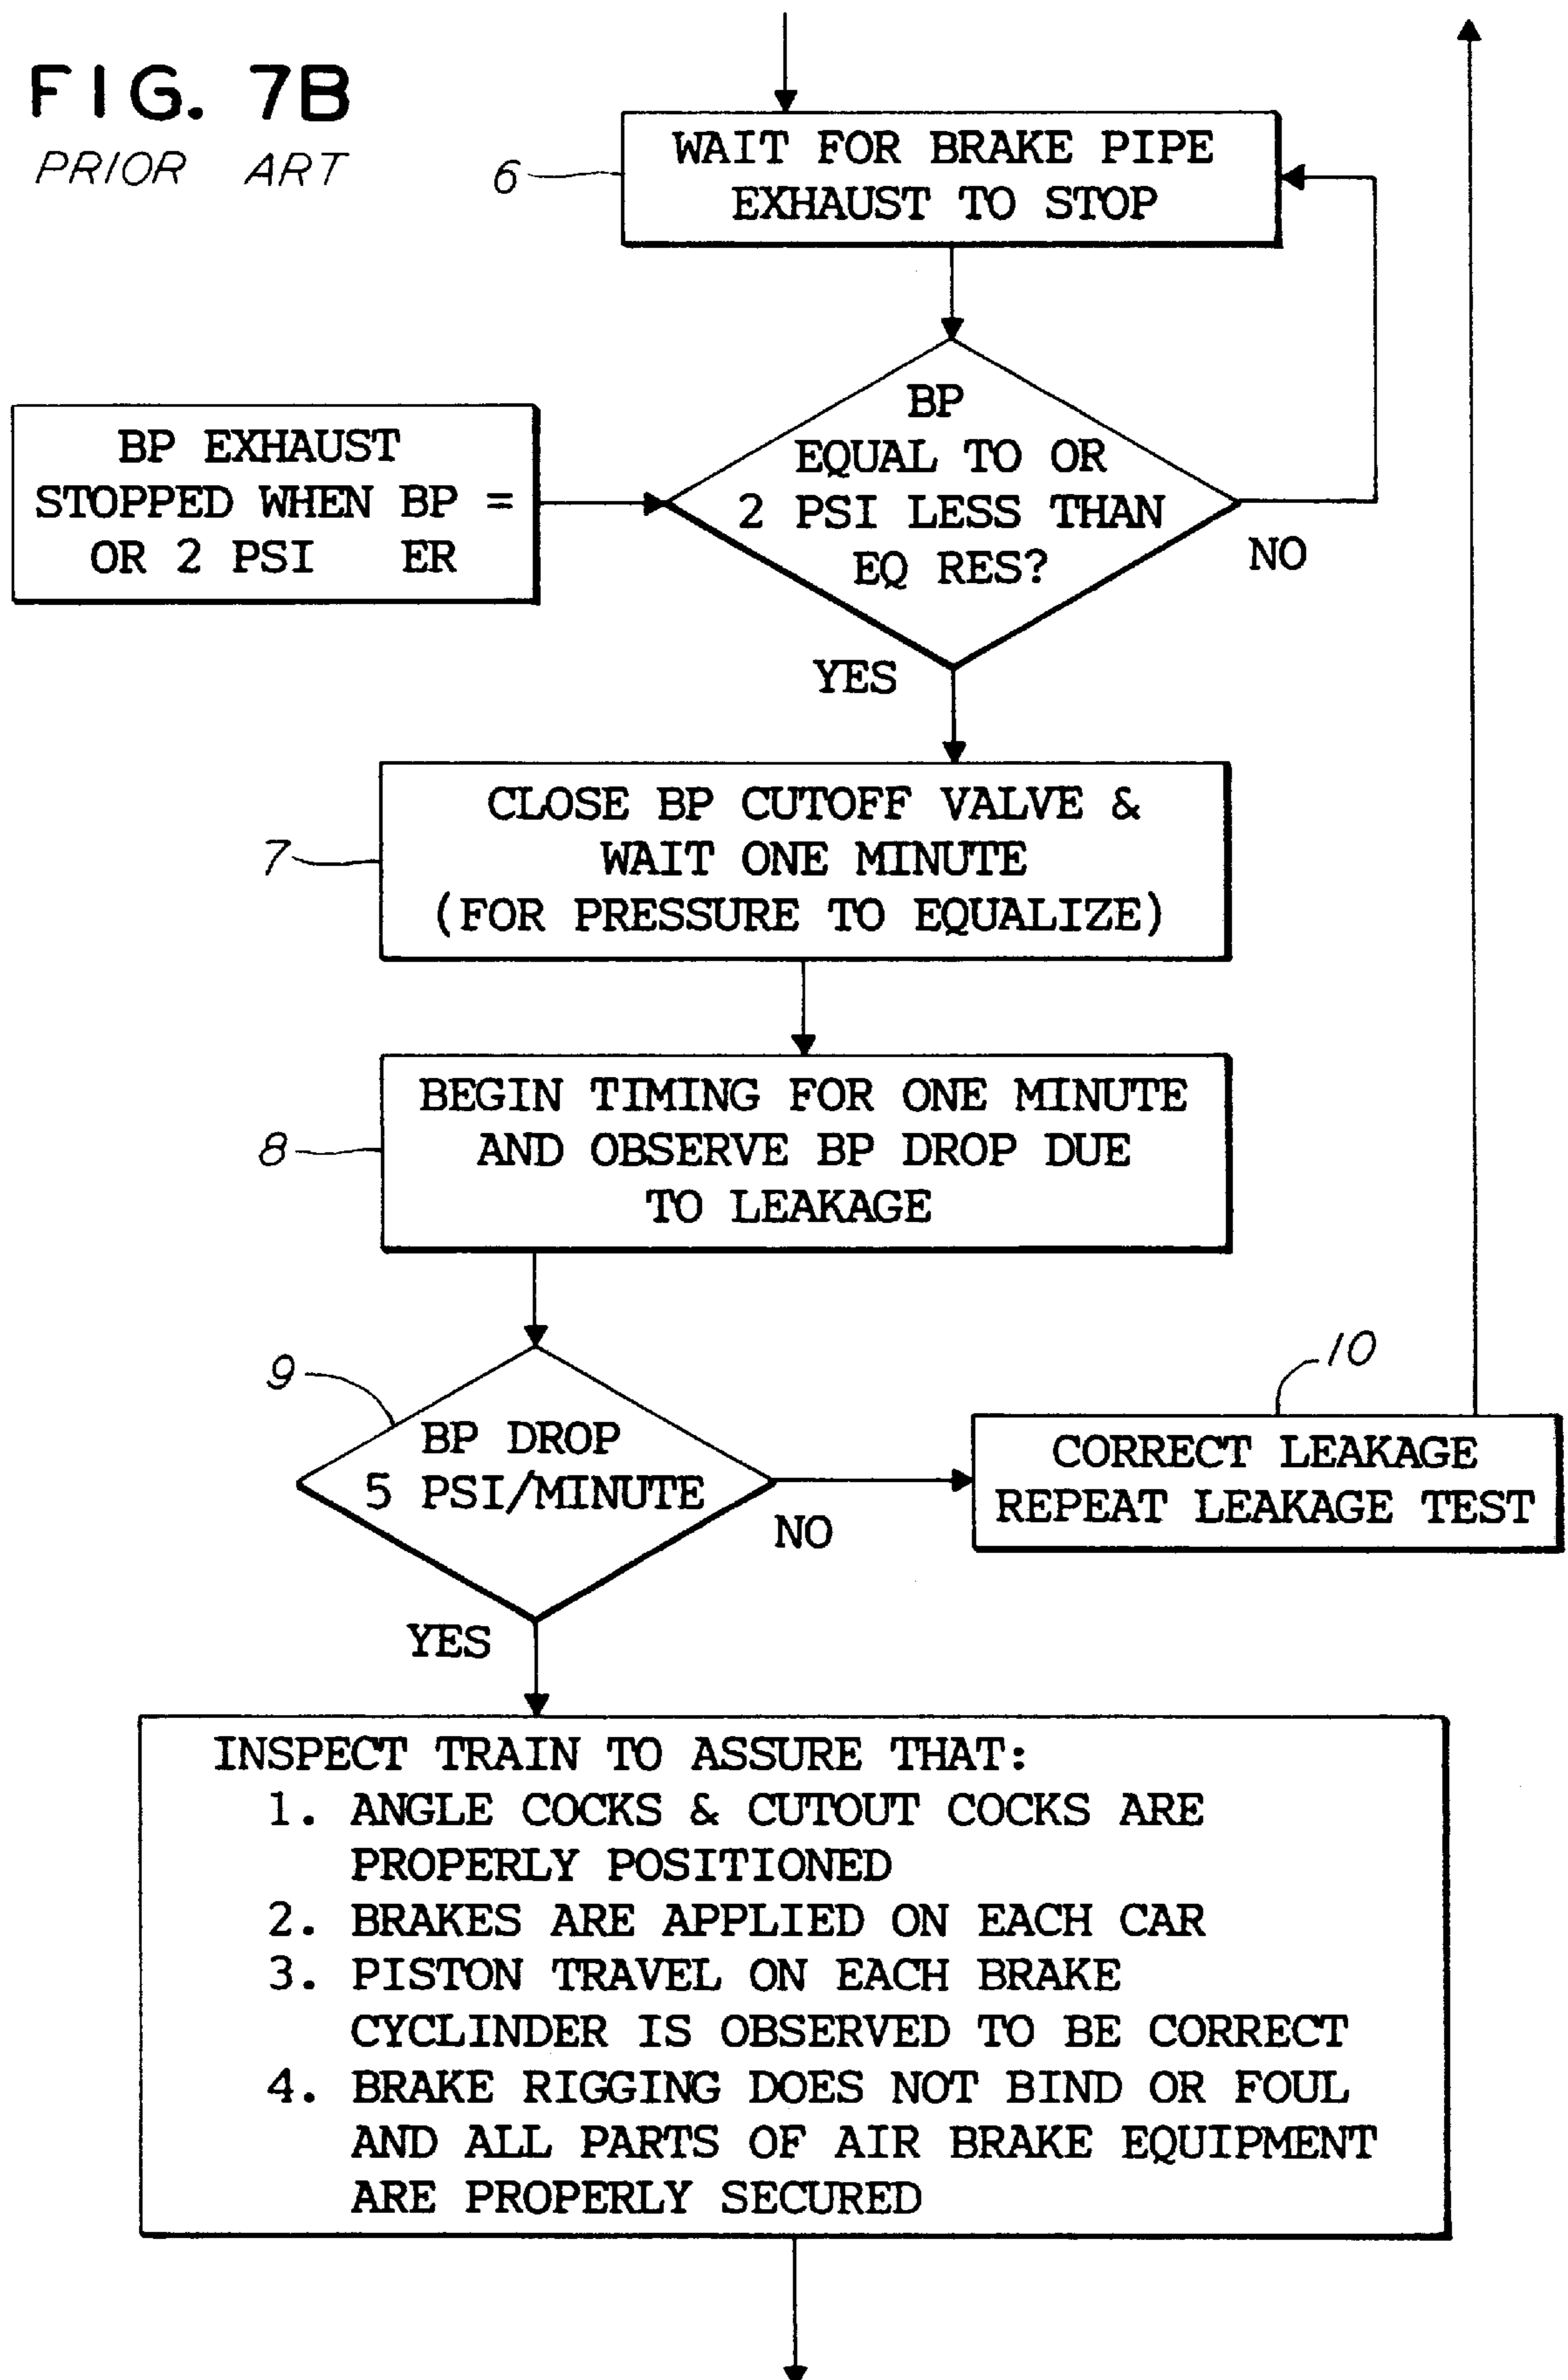 FIG. 7B
PRIOR ART
6
WAIT FOR BRAKE PIPE
EXHAUST TO STOP
BP EXHAUST
STOPPED WHEN BP =
OR 2 PSI ER
BP
EQUAL TO OR
2 PSI LESS THAN
EQ RES?
NO
YES
7
CLOSE BP CUTOFF VALVE &
WAIT ONE MINUTE
(FOR PRESSURE TO EQUALIZE)
8
BEGIN TIMING FOR ONE MINUTE
AND OBSERVE BP DROP DUE
TO LEAKAGE
9
BP DROP
5 PSI/MINUTE
NO
YES
10
CORRECT LEAKAGE
REPEAT LEAKAGE TEST
INSPECT TRAIN TO ASSURE THAT:
1. ANGLE COCKS & CUTOUT COCKS ARE
PROPERLY POSITIONED
2. BRAKES ARE APPLIED ON EACH CAR
3. PISTON TRAVEL ON EACH BRAKE
CYCLINDER IS OBSERVED TO BE CORRECT
4. BRAKE RIGGING DOES NOT BIND OR FOUL
AND ALL PARTS OF AIR BRAKE EQUIPMENT
ARE PROPERLY SECURED